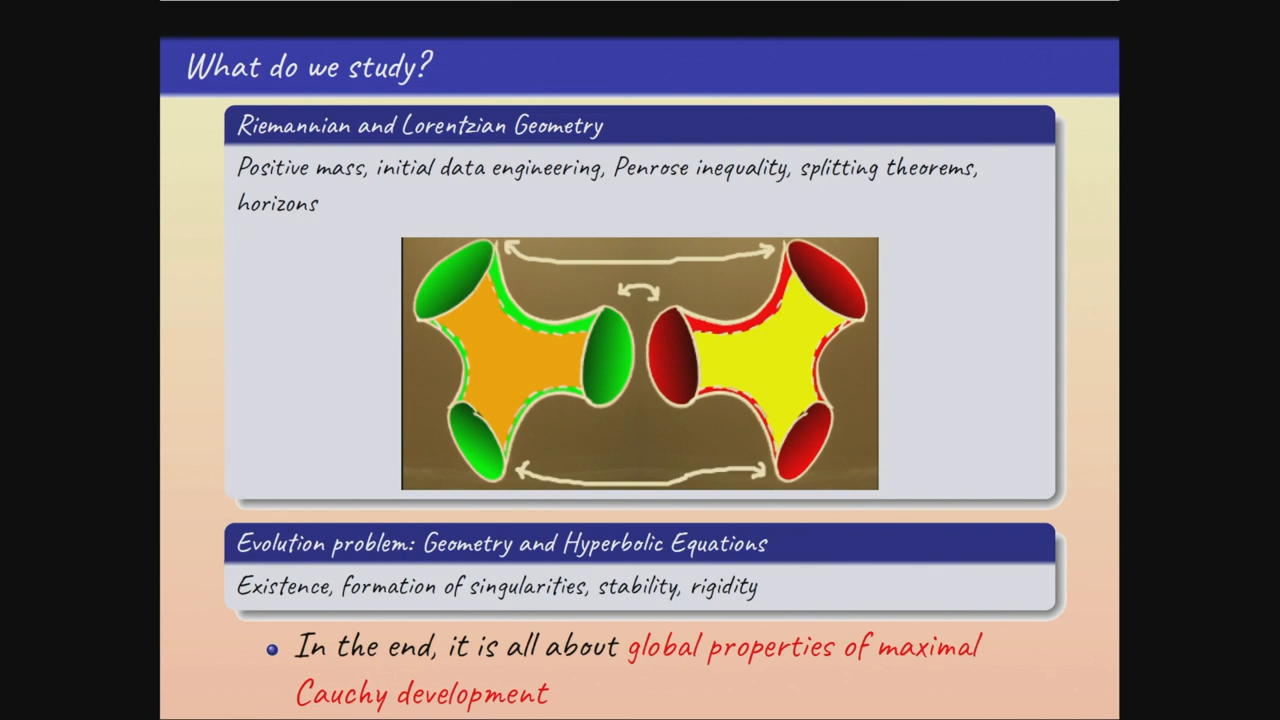 What do we study?
Riemannian and Lorentzian Geometry
Positive mass, initial data engineering, Penrose inequality, splitting theorems,
horizons
Evolution problem: Geometry and Hyperbolic Equations
Existence, formation of singularities, stability, rigidity
In the end, it is all about global properties of maximal
Cauchy development